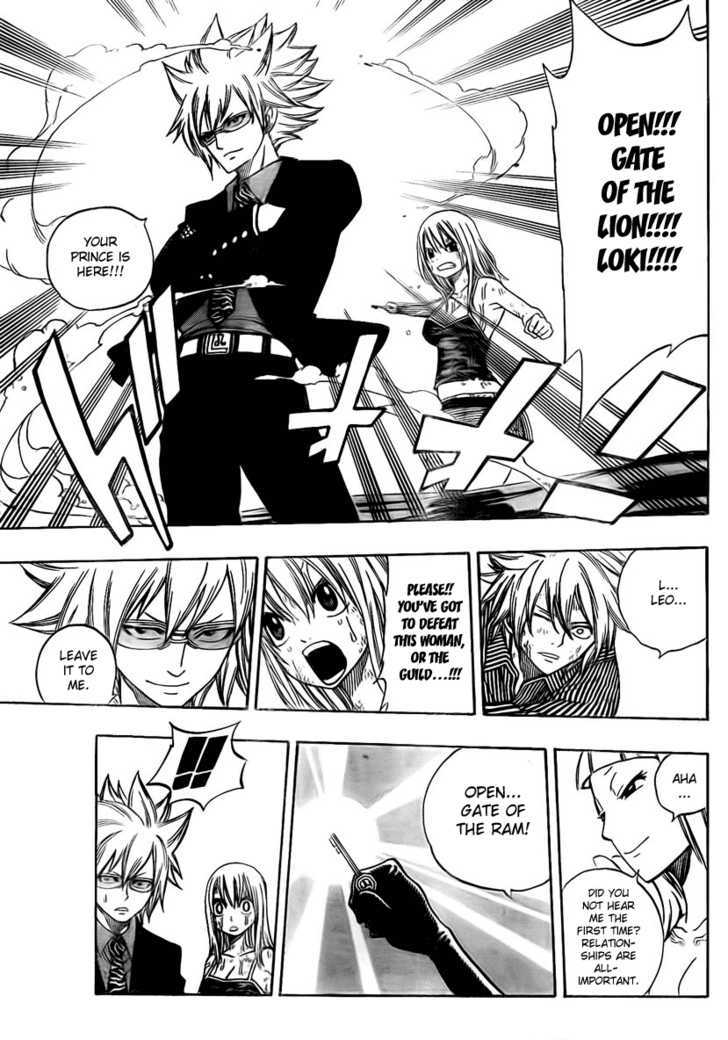 OPEN!!!
GATE
OF THE
LION!!!!
LOKI!!!!
YOUR
PRINCE IS
HERE!!!
L...
LEO...
PLEASE!!
YOU'VE GOT
TO DEFEAT
THIS WOMAN,
OR THE
GUILD...!!!
LEAVE
IT TO
ME.
AHA
...
DID YOU
NOT HEAR
ME THE
FIRST TIME?
RELATION-
SHIPS ARE
ALL-
IMPORTANT.
OPEN...
GATE OF
THE RAM!
!!